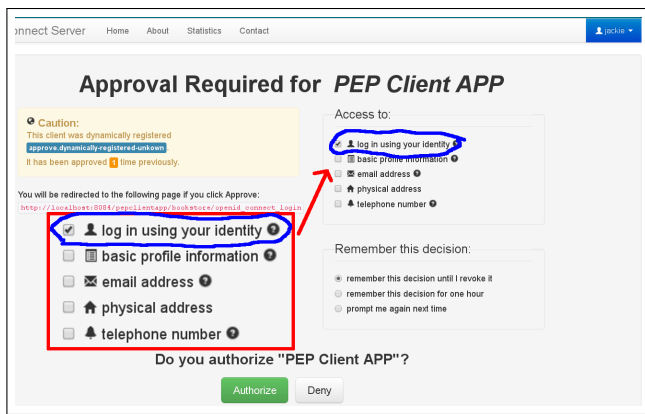 onnect Server Home About Statistics Contact jackie
Approval Required for PEP Client APP
Caution:
This client was dynamically registered
approve.dynamically-registered-unkown.
It has been approved 1 time previously.
You will be redirected to the following page if you click Approve:
http://localhost:8084/pepclientapp/bookstore/openid_connect_login
log in using your identity
basic profile information
email address
physical address
telephone number
Access to:
log in using your identity
basic profile information
email address
physical address
telephone number
Remember this decision:
remember this decision until I revoke it
remember this decision for one hour
prompt me again next time
Do you authorize "PEP Client APP"?
Authorize Deny